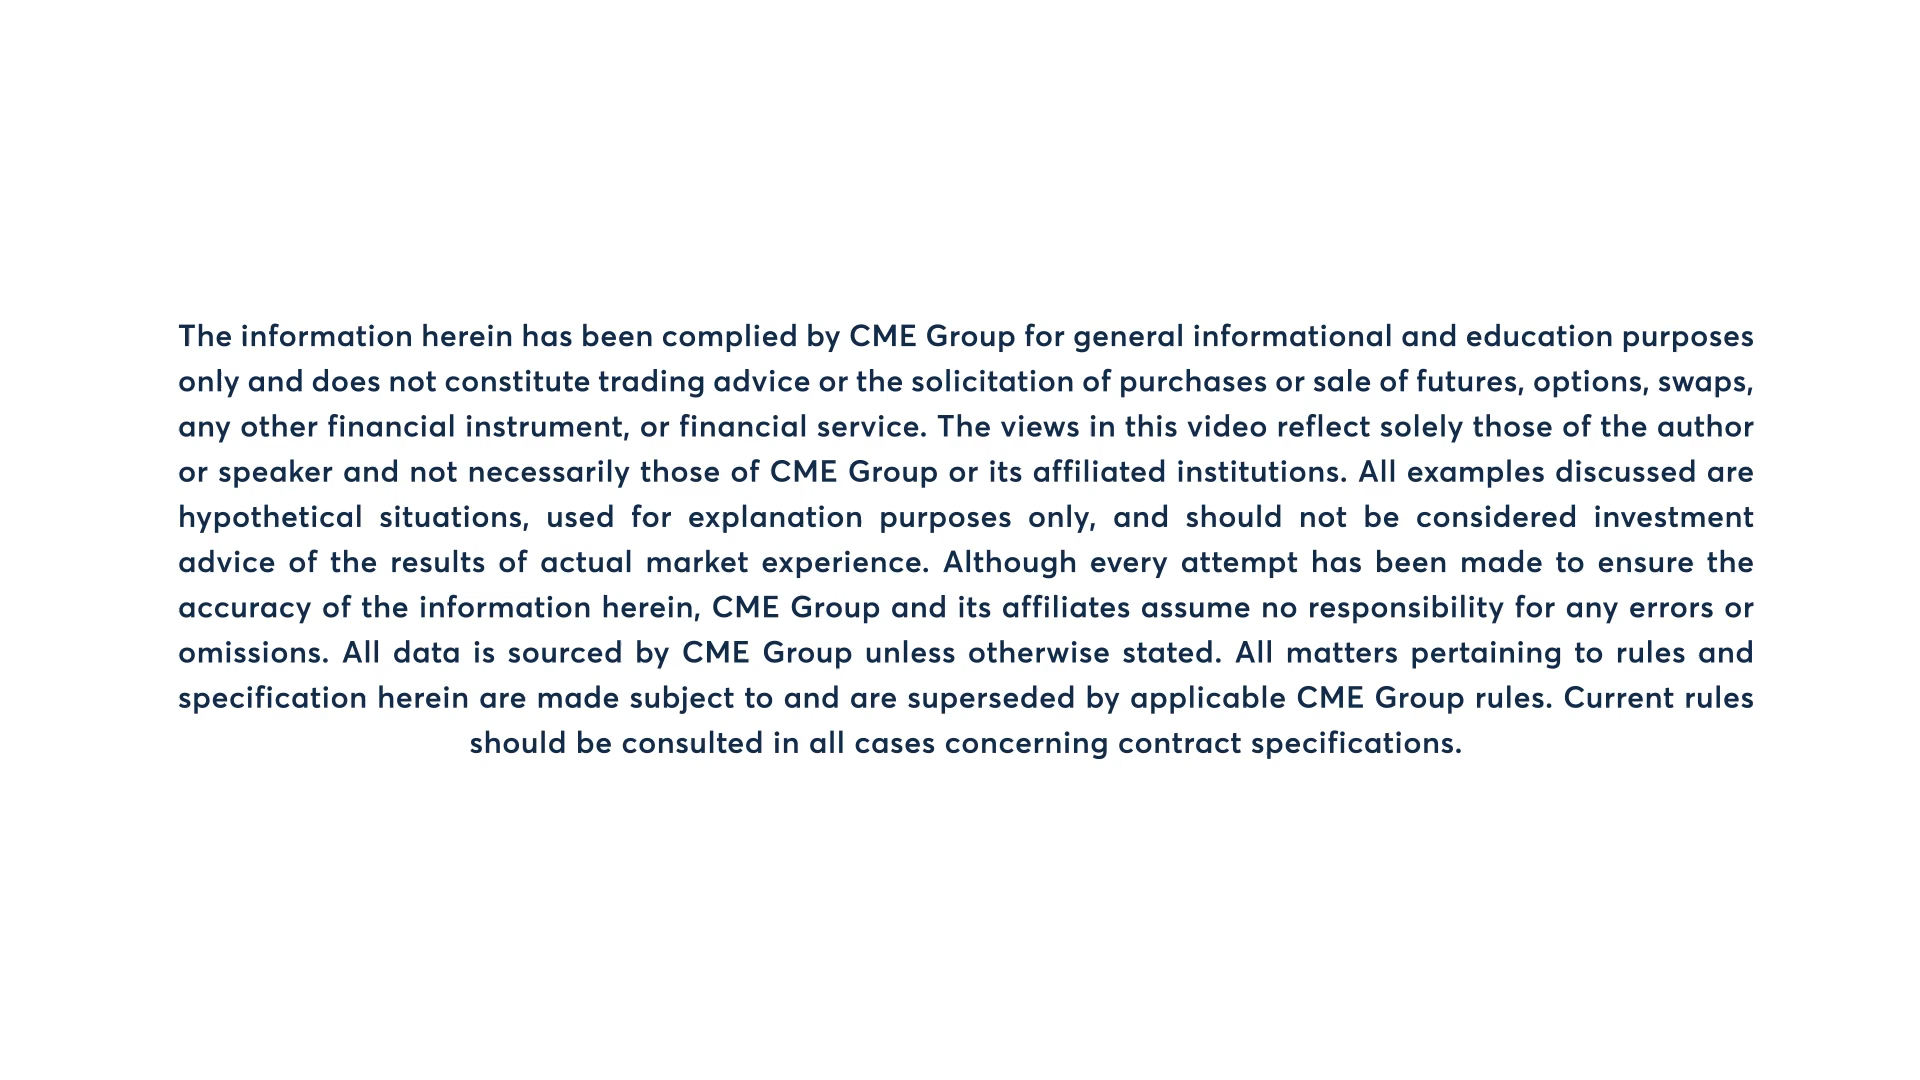 The information herein has been complied by CME Group for general informational and education purposes
only and does not constitute trading advice or the solicitation of purchases or sale of futures, options, swaps,
any other financial instrument, or financial service. The views in this video reflect solely those of the author
or speaker and not necessarily those of CME Group or its affiliated institutions. All examples discussed are
hypothetical situations, used for explanation purposes only, and should not be considered investment
advice of the results of actual market experience. Although every attempt has been made to ensure the
accuracy of the information herein, CME Group and its affiliates assume no responsibility for any errors or
omissions. All data is sourced by CME Group unless otherwise stated. All matters pertaining to rules and
specification herein are made subject to and are superseded by applicable CME Group rules. Current rules
should be consulted in all cases concerning contract specifications.